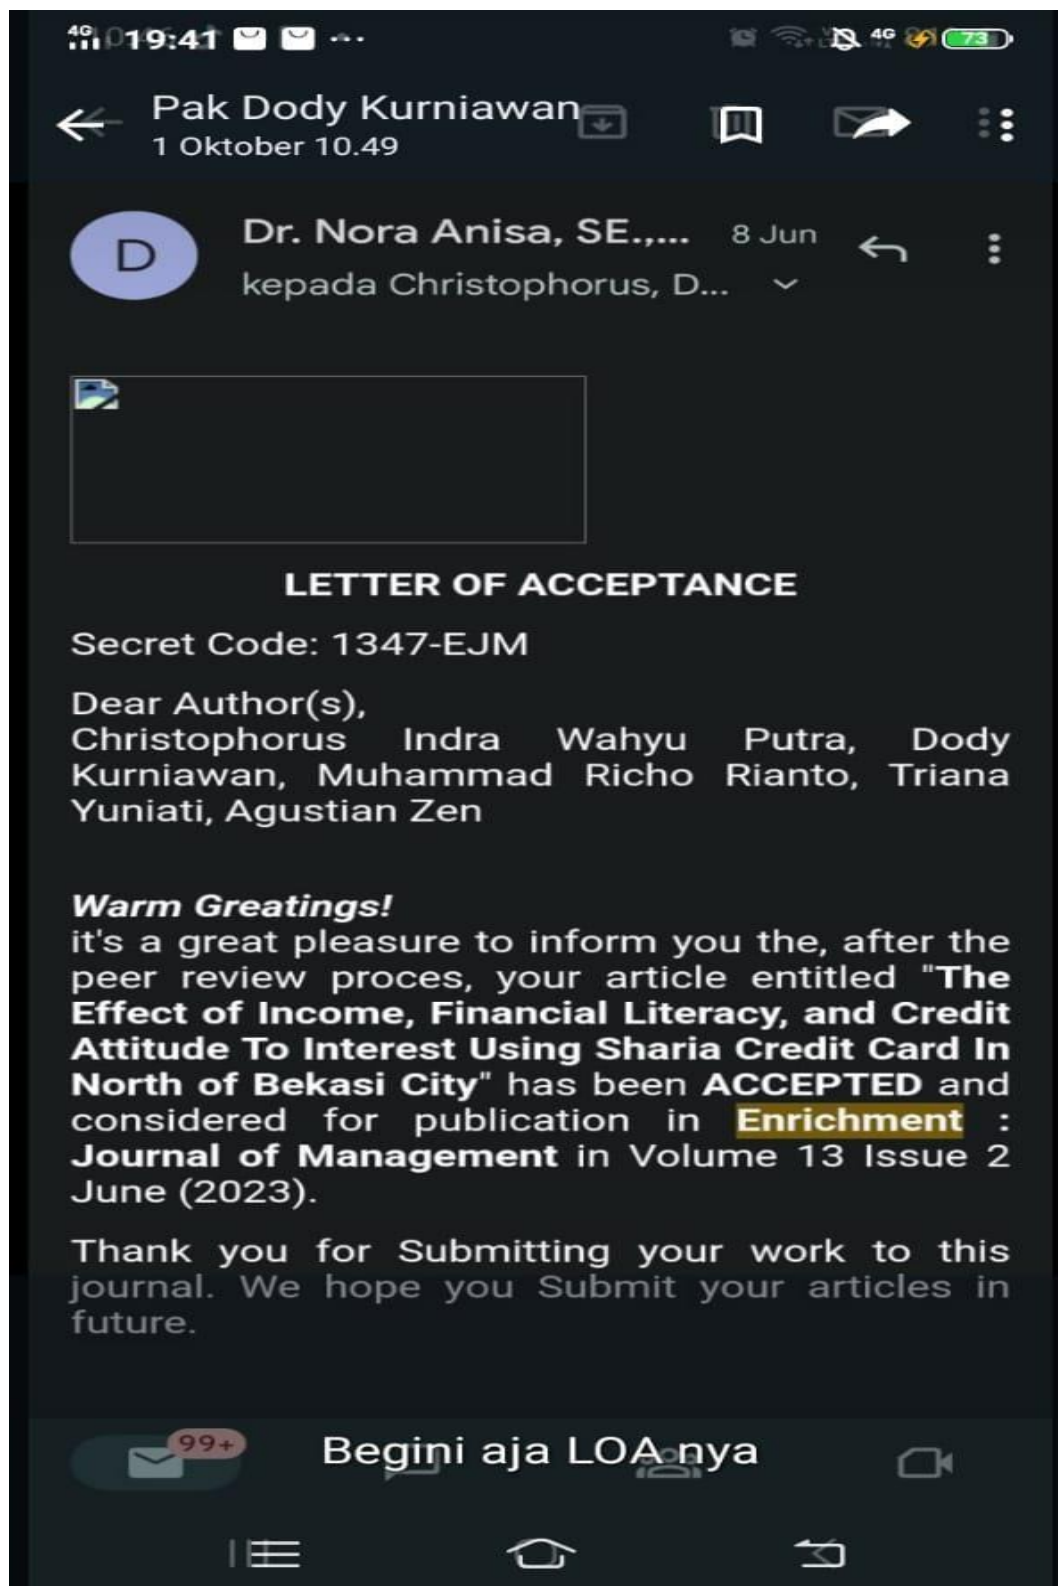 19:41
4G
73
Pak Dody Kurniawan
1 Oktober 10.49
D
Dr. Nora Anisa, SE.,...
8 Jun
kepada Christophorus, D...
LETTER OF ACCEPTANCE
Secret Code: 1347-EJM
Dear Author(s),
Christophorus Indra Wahyu Putra, Dody
Kurniawan, Muhammad Richo Rianto, Triana
Yuniati, Agustian Zen
Warm Greatings!
it's a great pleasure to inform you the, after the
peer review proces, your article entitled "The
Effect of Income, Financial Literacy, and Credit
Attitude To Interest Using Sharia Credit Card In
North of Bekasi City" has been ACCEPTED and
considered for publication in Enrichment :
Journal of Management in Volume 13 Issue 2
June (2023).
Thank you for Submitting your work to this
journal. We hope you Submit your articles in
future.
99+
Begini aja LOA nya